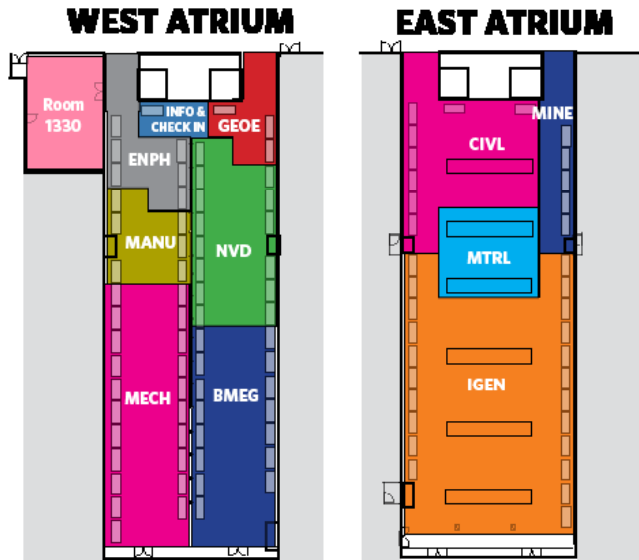 WEST ATRIUM
Room
1330
INFO &
CHECK IN
GEOE
ENPH
MANU
NVD
MECH
BMEG
EAST ATRIUM
MINE
CIVL
MTRL
IGEN